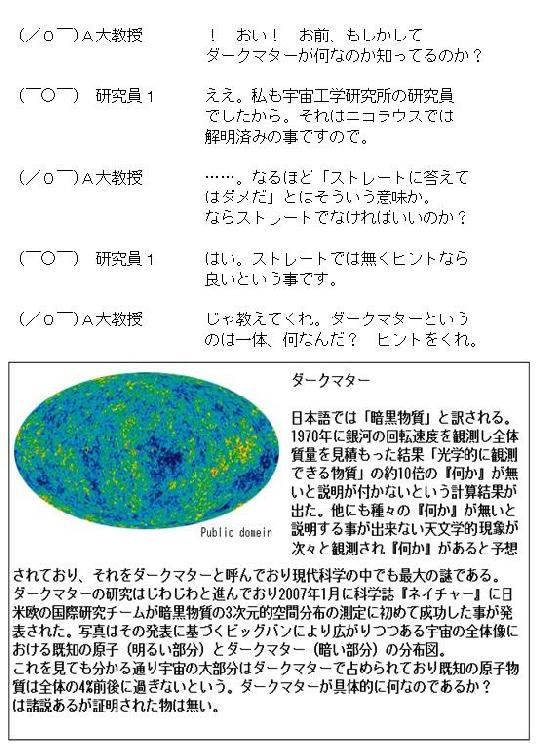 (／０￣)Ａ大教授　！　おい！　お前、もしかして
ダークマターが何なのか知ってるのか？
(￣〇￣)　研究員１　ええ。私も宇宙工学研究所の研究員
でしたから。それはニコラウスでは
解明済みの事ですので。
(／０￣)Ａ大教授　……。なるほど「ストレートに答えて
はダメだ」とはそういう意味か。
ならストレートでなければいいのか？
(￣〇￣)　研究員１　はい。ストレートでは無くヒントなら
良いという事です。
(／０￣)Ａ大教授　じゃ教えてくれ。ダークマターという
のは一体、何なんだ？　ヒントをくれ。
ダークマター
日本語では「暗黒物質」と訳される。
1970年に銀河の回転速度を観測し全体
質量を見積もった結果「光学的に観測
できる物質」の約10倍の『何か』が無
いと説明が付かないという計算結果が
出た。他にも種々の『何か』が無いと
説明する事が出来ない天文学的現象が
次々と観測され『何か』があると予想
Public domein
されており、それをダークマターと呼んでおり現代科学の中でも最大の謎である。
ダークマターの研究はじわじわと進んでおり2007年1月に科学誌『ネイチャー』に日
米欧の国際研究チームが暗黒物質の3次元的空間分布の測定に初めて成功した事が発
表された。写真はその発表に基づくビッグバンにより広がりつつある宇宙の全体像に
おける既知の原子（明るい部分）とダークマター（暗い部分）の分布図。
これを見ても分かる通り宇宙の大部分はダークマターで占められており既知の原子物
質は全体の4%前後に過ぎないという。ダークマターが具体的に何なのであるか？
は諸説あるが証明された物は無い。